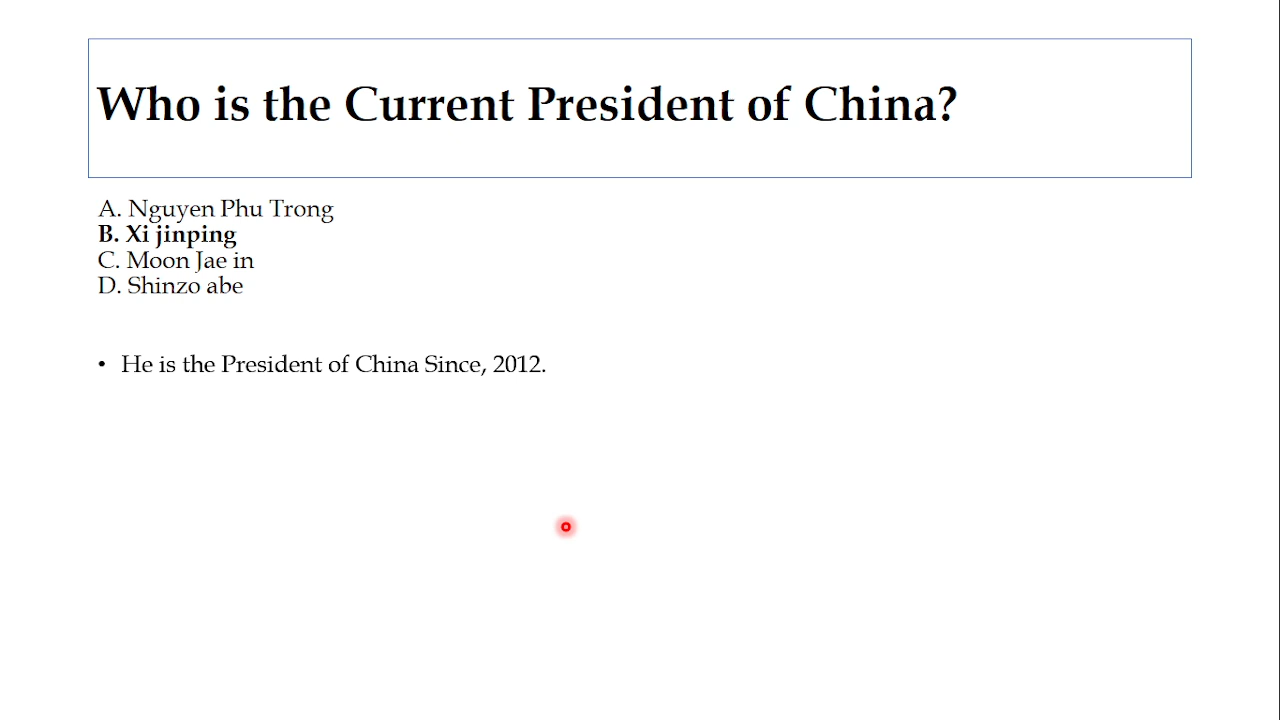 Who is the Current President of China?
A. Nguyen Phu Trong
B. Xi jinping
C. Moon Jae in
D. Shinzo abe
• He is the President of China Since, 2012.